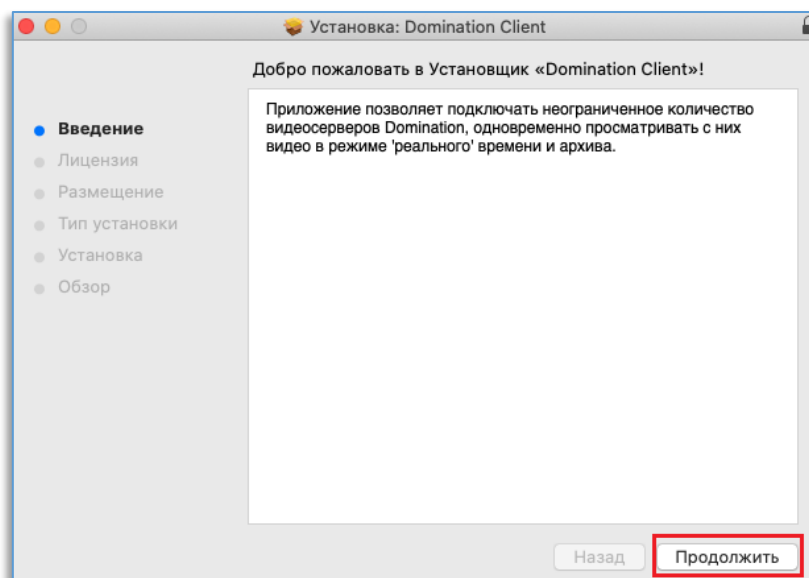 Установка: Domination Client
Добро пожаловать в Установщик «Domination Client»!
Введение
Лицензия
Размещение
Тип установки
Установка
Обзор
Приложение позволяет подключать неограниченное количество
видеосерверов Domination, одновременно просматривать с них
видео в режиме 'реального' времени и архива.
Назад
Продолжить